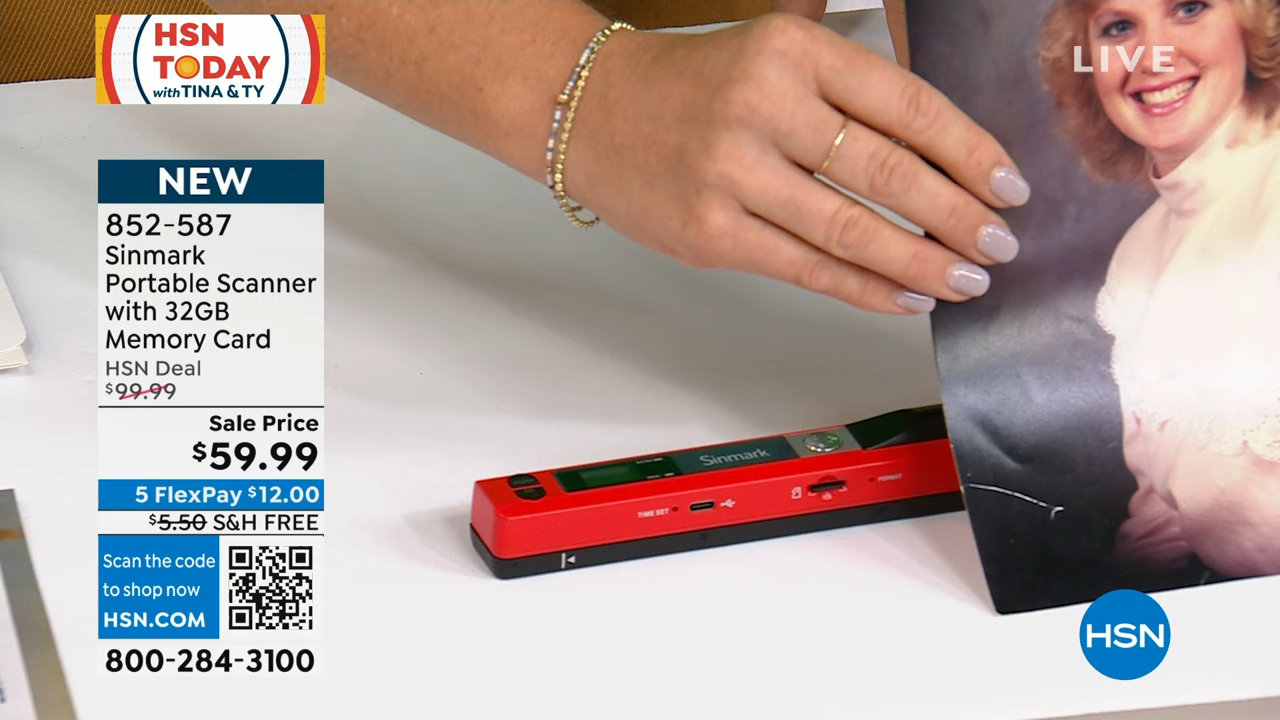 HSN
TODAY
with TINA & TY
LIVE
NEW
852-587
Sinmark
Portable Scanner
with 32GB
Memory Card
HSN Deal
$99.99
Sale Price
$59.99
5 FlexPay $12.00
$5.50 S&H FREE
Scan the code
to shop now
HSN.COM
800-284-3100
Sinmark
TIME SET
FORMAT
HSN